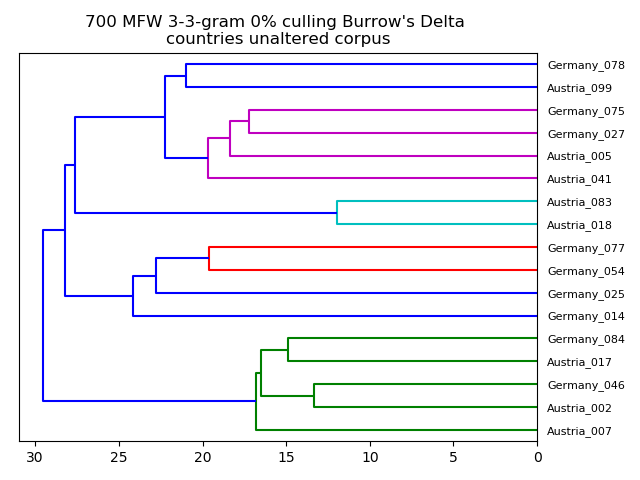 700 MFW 3-3-gram 0% culling Burrow's Delta
countries unaltered corpus
Germany_078
Austria_099
Germany_075
Germany_027
Austria_005
Austria_041
Austria_083
Austria_018
Germany_077
Germany_054
Germany_025
Germany_014
Germany_084
Austria_017
Germany_046
Austria_002
Austria_007
30 25 20 15 10 5 0